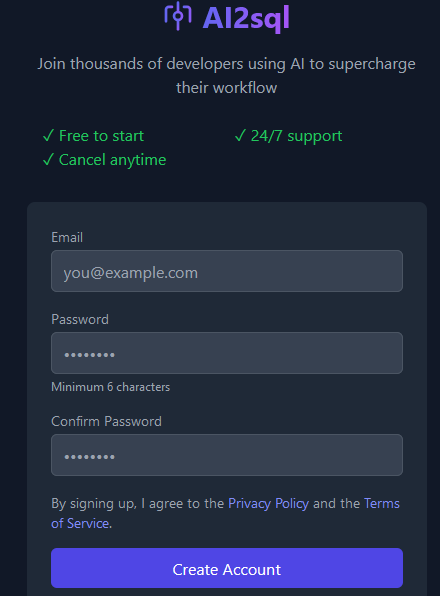 AI2sql
Join thousands of developers using AI to supercharge
their workflow
✓ Free to start
✓ 24/7 support
✓ Cancel anytime
Email
you@example.com
Password
••••••••
Minimum 6 characters
Confirm Password
••••••••
By signing up, I agree to the Privacy Policy and the Terms
of Service.
Create Account